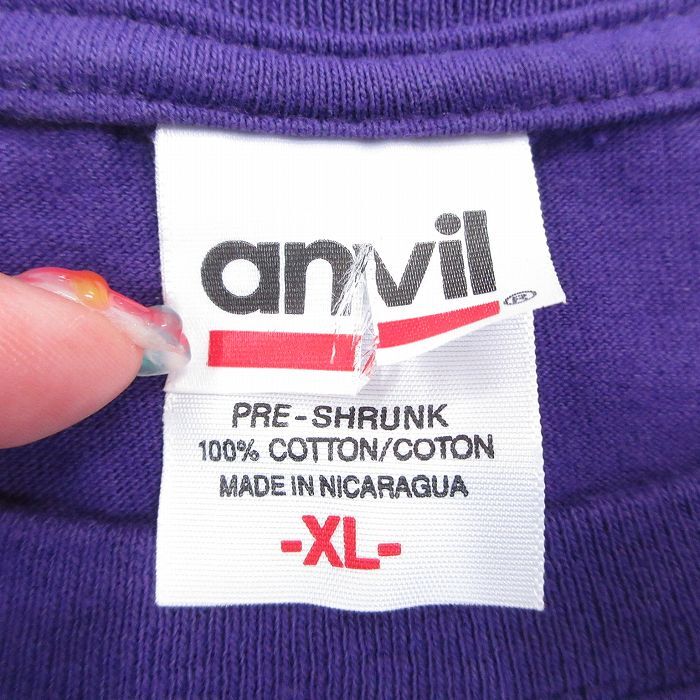 anvil®
PRE-SHRUNK
100% COTTON/COTON
MADE IN NICARAGUA
-XL-